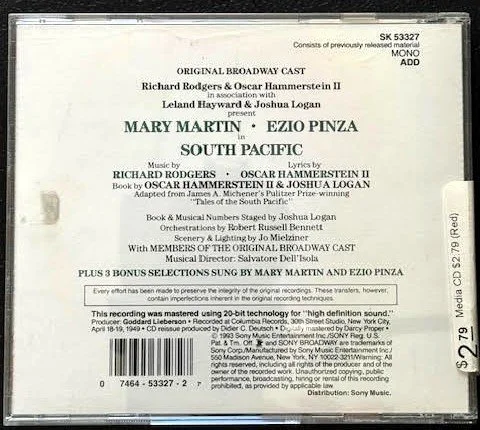 SK 53327
Consists of previously released material
MONO
ADD
ORIGINAL BROADWAY CAST
Richard Rodgers & Oscar Hammerstein II
in association with
Leland Hayward & Joshua Logan
present
MARY MARTIN · EZIO PINZA
in
SOUTH PACIFIC
Music by Lyrics by
RICHARD RODGERS · OSCAR HAMMERSTEIN II
Book by OSCAR HAMMERSTEIN II & JOSHUA LOGAN
Adapted from James A. Michener's Pulitzer Prize-winning
"Tales of the South Pacific"
Book & Musical Numbers Staged by Joshua Logan
Orchestrations by Robert Russell Bennett
Scenery & Lighting by Jo Mielziner
With MEMBERS OF THE ORIGINAL BROADWAY CAST
Musical Director: Salvatore Dell'Isola
PLUS 3 BONUS SELECTIONS SUNG BY MARY MARTIN AND EZIO PINZA
Every effort has been made to preserve the integrity of the original recordings. These transfers, however,
contain imperfections inherent in the original recording techniques.
This recording was mastered using 20-bit technology for "high definition sound."
Producer: Goddard Lieberson • Recorded at Columbia Records, 30th Street Studio, New York City,
April 18-19, 1949 • CD reissue produced by Didier C. Deutsch • Digitally mastered by Darcy Proper •
© 1993 Sony Music Entertainment Inc./SONY Reg. U.S.
Pat. & Tm. Off. and SONY BROADWAY are trademarks of
Sony Corp./Manufactured by Sony Music Entertainment Inc./
550 Madison Avenue, New York, NY 10022-3211/Warning: All
rights reserved, including all rights of the producer and of the
owner of the recorded work. Unauthorized copying, public
performance, broadcasting, hiring or rental of this recording
prohibited, as provided by applicable law.
Distribution: Sony Music.
0 7464-53327-2 7
Media CD $2.79 (Red)
$2.79